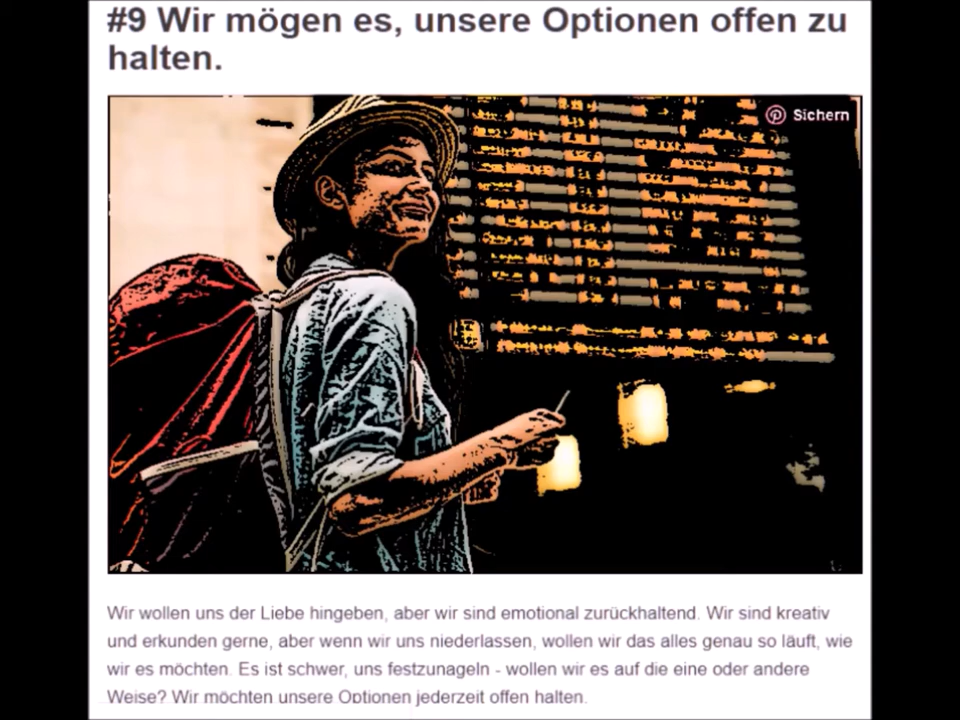 #9 Wir mögen es, unsere Optionen offen zu
halten.
Sichern
Wir wollen uns der Liebe hingeben, aber wir sind emotional zurückhaltend. Wir sind kreativ
und erkunden gerne, aber wenn wir uns niederlassen, wollen wir das alles genau so läuft, wie
wir es möchten. Es ist schwer, uns festzunageln - wollen wir es auf die eine oder andere
Weise? Wir möchten unsere Optionen jederzeit offen halten.